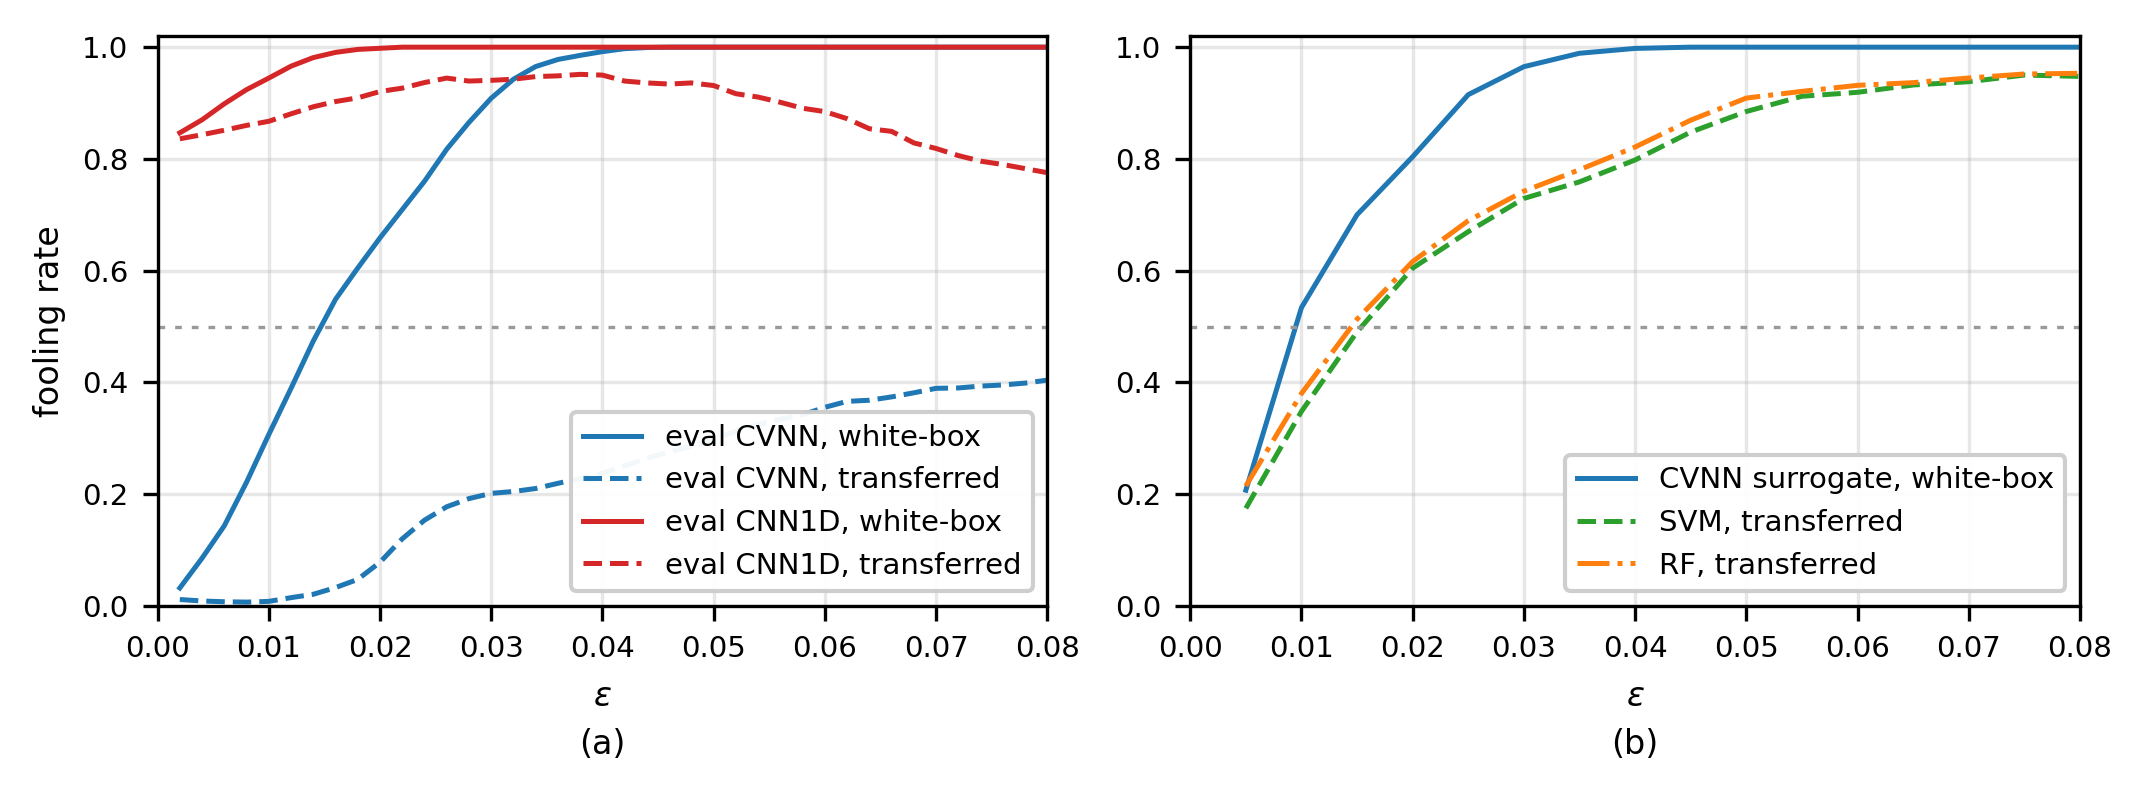 fooling rate
1.0
0.8
0.6
0.4
0.2
0.0
0.00 0.01 0.02 0.03 0.04 0.05 0.06 0.07 0.08
ε
(a)
eval CVNN, white-box
eval CVNN, transferred
eval CNN1D, white-box
eval CNN1D, transferred
1.0
0.8
0.6
0.4
0.2
0.0
0.00 0.01 0.02 0.03 0.04 0.05 0.06 0.07 0.08
ε
(b)
CVNN surrogate, white-box
SVM, transferred
RF, transferred